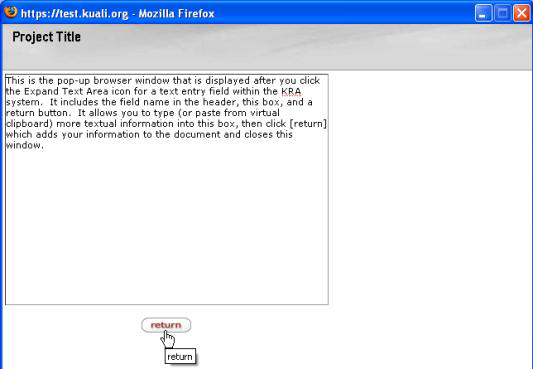 https://test.kuali.org - Mozilla Firefox
Project Title
This is the pop-up browser window that is displayed after you click
the Expand Text Area icon for a text entry field within the KRA
system. It includes the field name in the header, this box, and a
return button. It allows you to type (or paste from virtual
clipboard) more textual information into this box, then click [return]
which adds your information to the document and closes this
window.
return
return